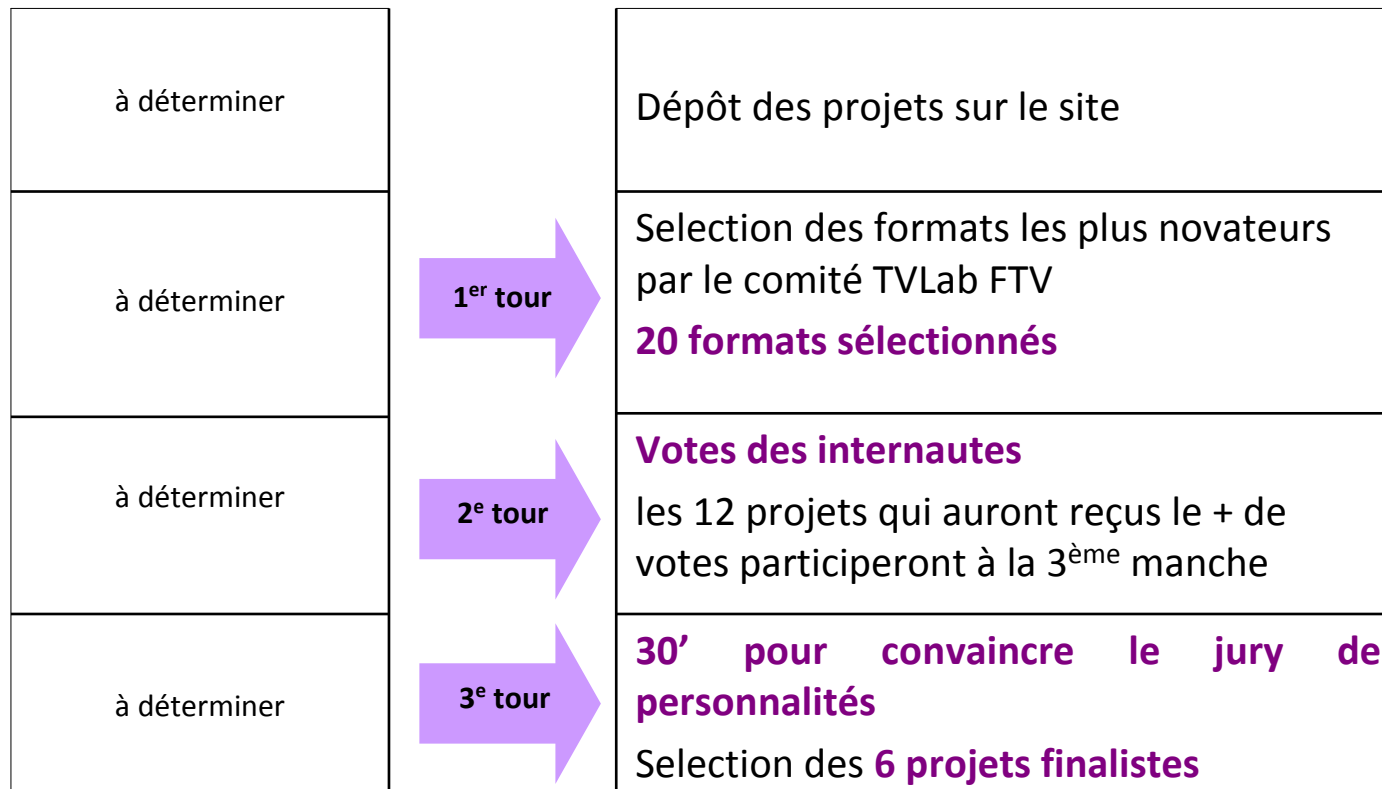 à déterminer
Dépôt des projets sur le site
à déterminer
1er tour
Selection des formats les plus novateurs
par le comité TVLab FTV
20 formats sélectionnés
à déterminer
2e tour
Votes des internautes
les 12 projets qui auront reçus le + de
votes participeront à la 3ème manche
à déterminer
3e tour
30’ pour convaincre le jury de
personnalités
Selection des 6 projets finalistes